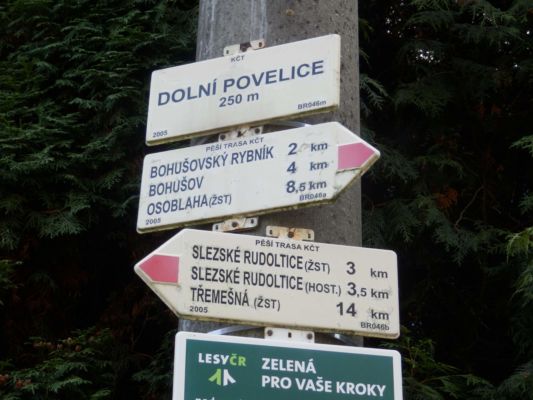 KČT
DOLNÍ POVELICE
250 m
2005 BR046m
PĚŠÍ TRASA KČT
BOHUŠOVSKÝ RYBNÍK 2 km
BOHUŠOV 4 km
OSOBLAHA (ŽST) 8,5 km
2005 BR046a
PĚŠÍ TRASA KČT
SLEZSKÉ RUDOLTICE (ŽST) 3 km
SLEZSKÉ RUDOLTICE (HOST.) 3,5 km
TŘEMEŠNÁ (ŽST) 14 km
2005 BR046b
LESY ČR ZELENÁ
PRO VAŠE KROKY